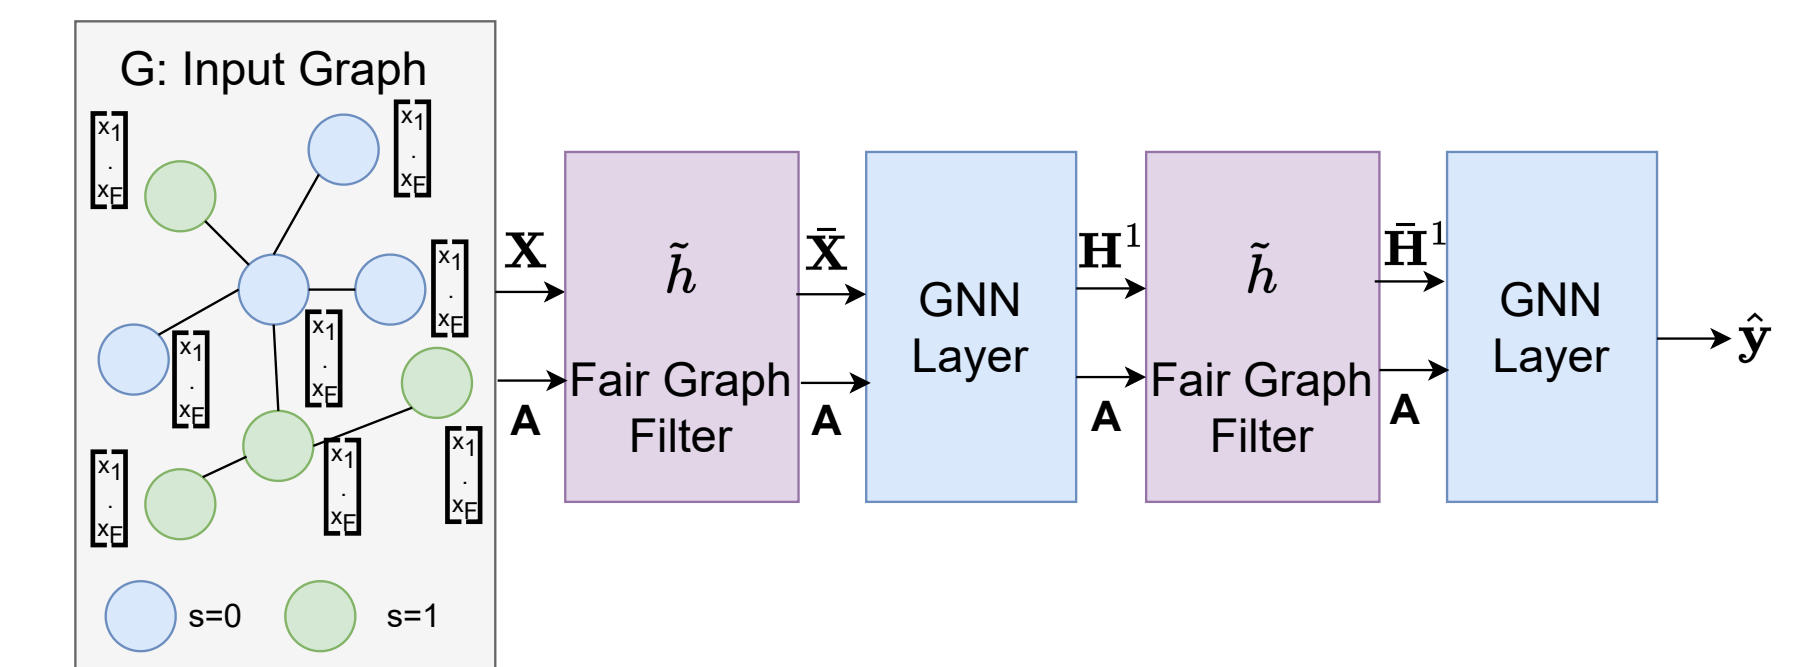 G: Input Graph
x1
.
xF
x1
.
xF
x1
.
xF
x1
.
xF
x1
.
xF
x1
.
xF
x1
.
xF
x1
.
xF
s=0
s=1
X
A
h̃
Fair Graph
Filter
X̄
A
GNN
Layer
H¹
A
h̃
Fair Graph
Filter
H̄¹
A
GNN
Layer
ŷ